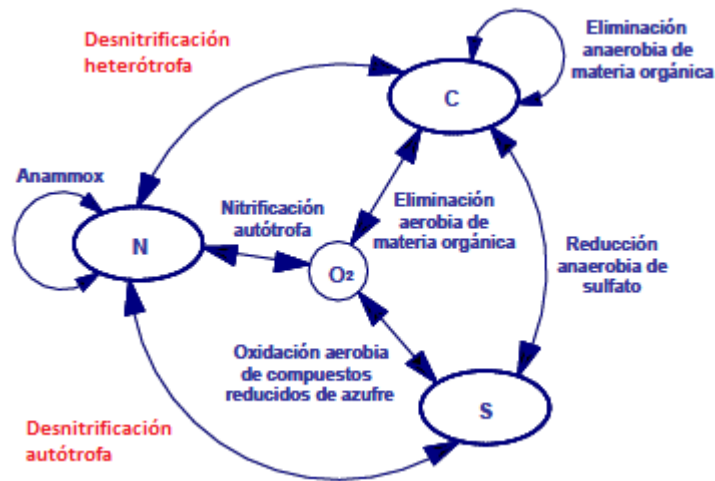 Desnitrificación
heterótrofa
Eliminación
anaerobia de
materia orgánica
C
Anammox
N
Nitrificación
autótrofa
Eliminación
aerobia de
materia orgánica
O2
Reducción
anaerobia de
sulfato
Oxidación aerobia
de compuestos
reducidos de azufre
S
Desnitrificación
autótrofa